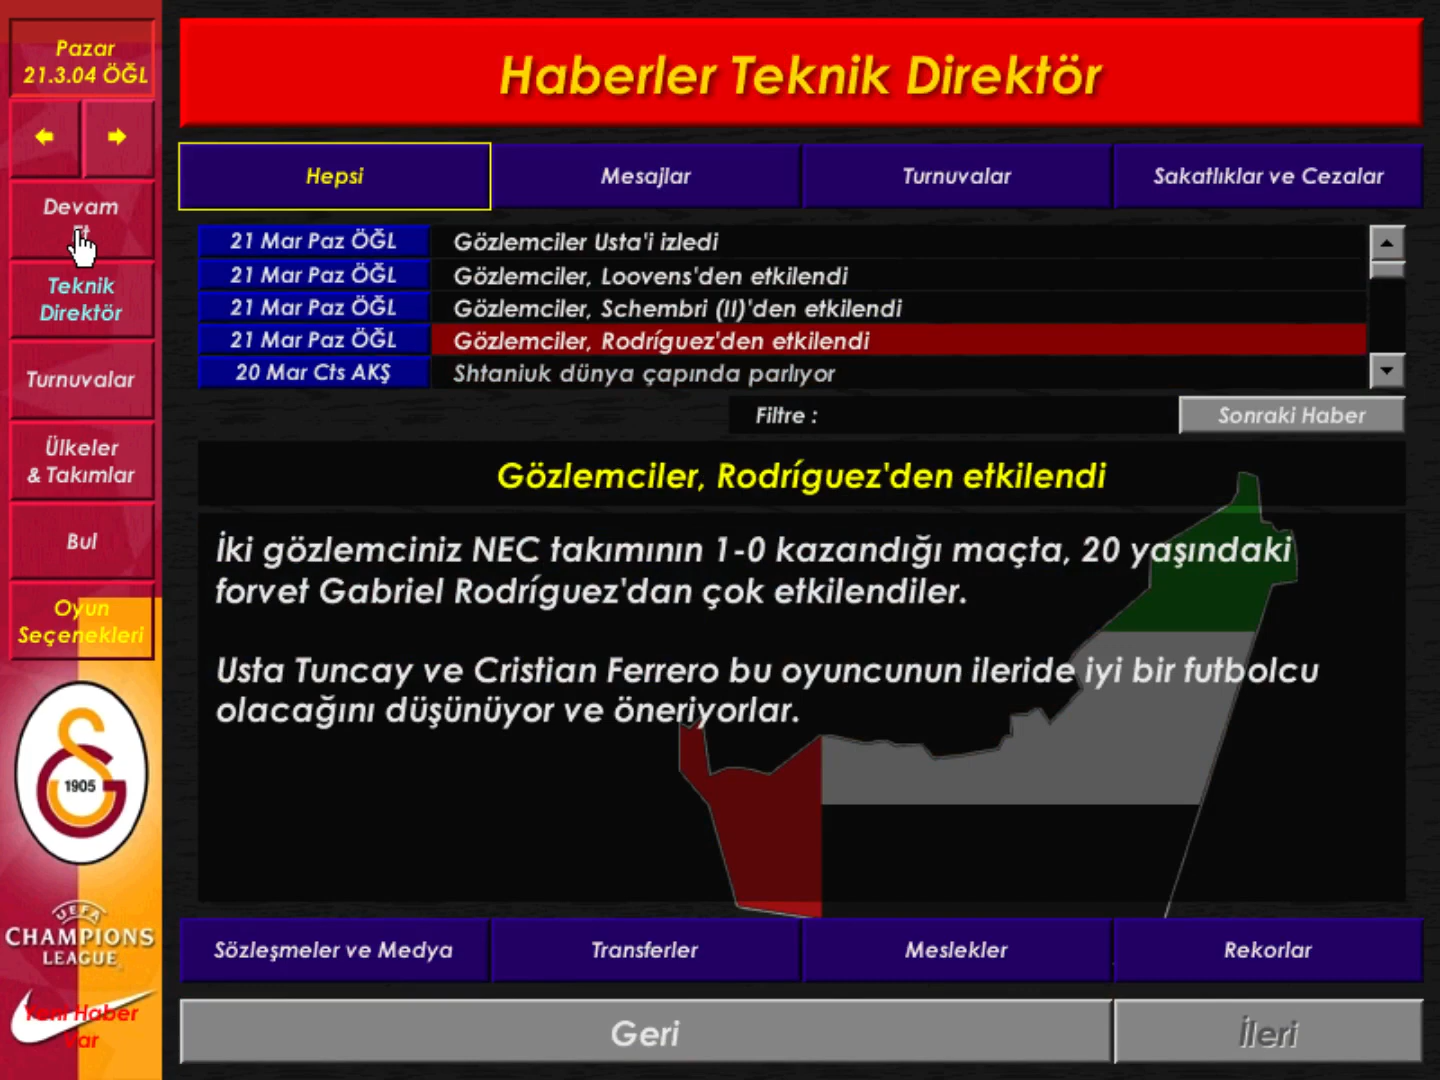 Pazar
21.3.04 ÖĞL
Devam
Et
Teknik
Direktör
Turnuvalar
Ülkeler
& Takımlar
Bul
Oyun
Seçenekleri
1905
UEFA
CHAMPIONS
LEAGUE
Yeni Haber
Var
Haberler Teknik Direktör
Hepsi
Mesajlar
Turnuvalar
Sakatlıklar ve Cezalar
21 Mar Paz ÖĞL Gözlemciler Usta'i izledi
21 Mar Paz ÖĞL Gözlemciler, Loovens'den etkilendi
21 Mar Paz ÖĞL Gözlemciler, Schembri (II)'den etkilendi
21 Mar Paz ÖĞL Gözlemciler, Rodríguez'den etkilendi
20 Mar Cts AKŞ Shtaniuk dünya çapında parlıyor
Filtre :
Sonraki Haber
Gözlemciler, Rodríguez'den etkilendi
İki gözlemciniz NEC takımının 1-0 kazandığı maçta, 20 yaşındaki
forvet Gabriel Rodríguez'dan çok etkilendiler.
Usta Tuncay ve Cristian Ferrero bu oyuncunun ileride iyi bir futbolcu
olacağını düşünüyor ve öneriyorlar.
Sözleşmeler ve Medya
Transferler
Meslekler
Rekorlar
Geri
İleri